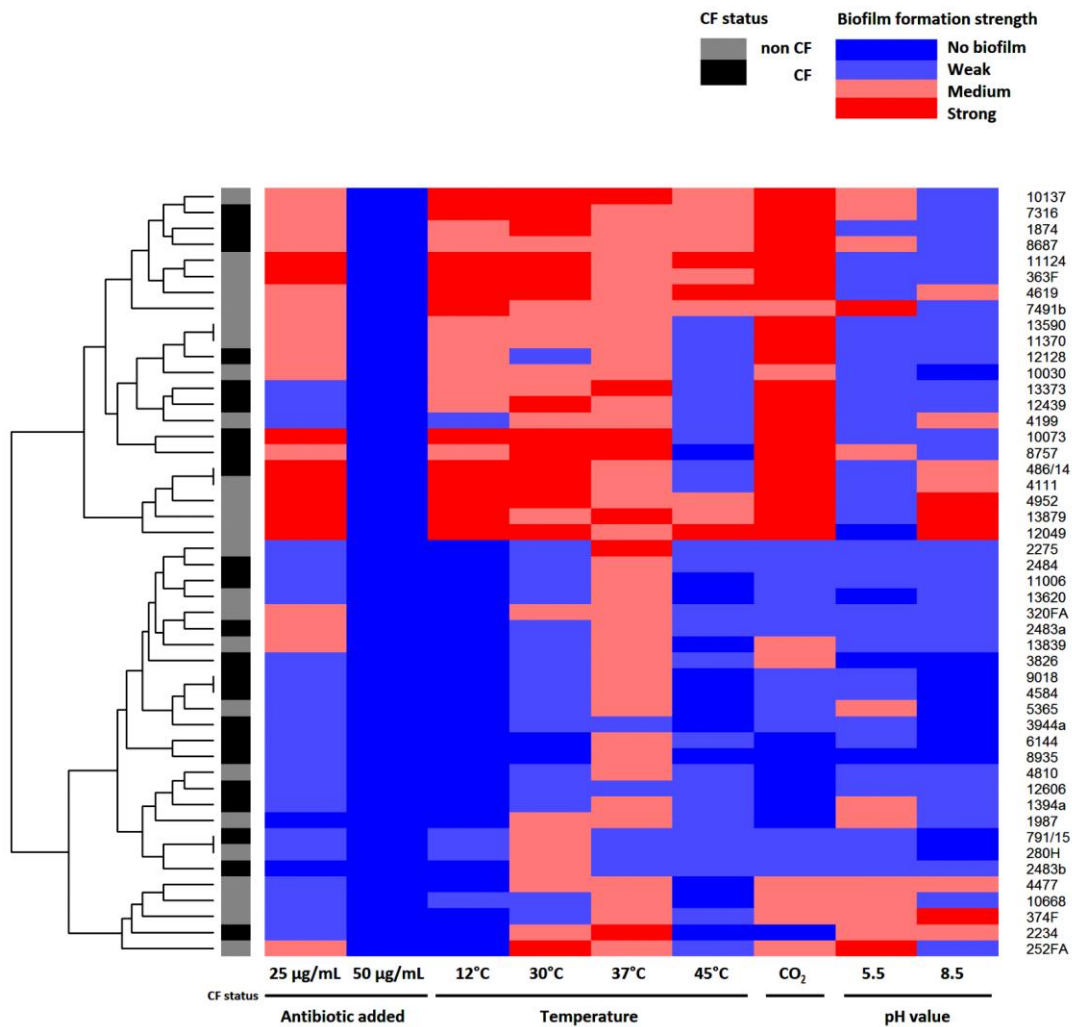 CF status
non CF
CF
Biofilm formation strength
No biofilm
Weak
Medium
Strong
10137
7316
1874
8687
11124
363F
4619
7491b
13590
11370
12128
10030
13373
12439
4199
10073
8757
486/14
4111
4952
13879
12049
2275
2484
11006
13620
320FA
2483a
13839
3826
9018
4584
5365
3944a
6144
8935
4810
12606
1394a
1987
791/15
280H
2483b
4477
10668
374F
2234
252FA
25 µg/mL 50 µg/mL 12°C 30°C 37°C 45°C CO₂ 5.5 8.5
CF status
Antibiotic added Temperature pH value